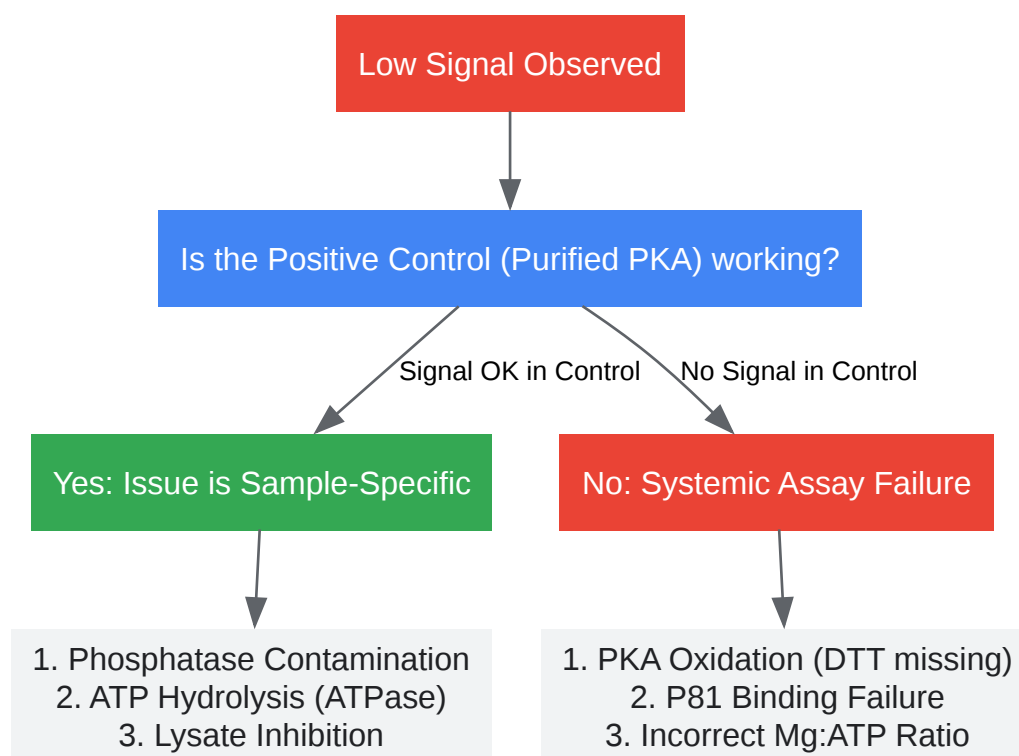 Low Signal Observed
Is the Positive Control (Purified PKA) working?
Signal OK in Control
No Signal in Control
Yes: Issue is Sample-Specific
No: Systemic Assay Failure
1. Phosphatase Contamination
2. ATP Hydrolysis (ATPase)
3. Lysate Inhibition
1. PKA Oxidation (DTT missing)
2. P81 Binding Failure
3. Incorrect Mg:ATP Ratio